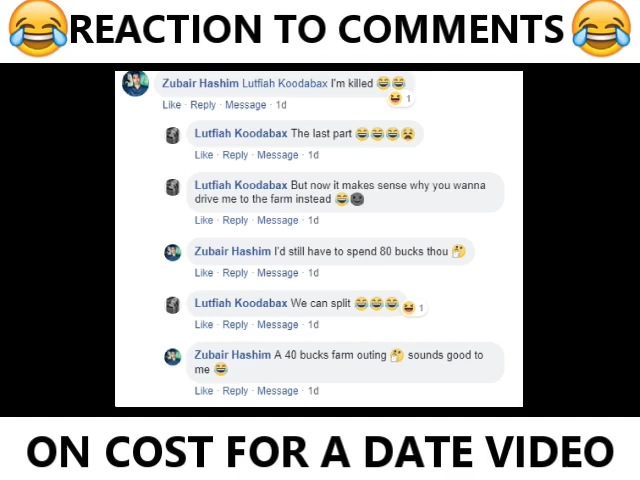 😂REACTION TO COMMENTS😂
Zubair Hashim Lutfiah Koodabax I'm killed 😂😂
😆 1
Like · Reply · Message · 1d
Lutfiah Koodabax The last part 😂😂😂😫
Like · Reply · Message · 1d
Lutfiah Koodabax But now it makes sense why you wanna
drive me to the farm instead 😂🌚
Like · Reply · Message · 1d
Zubair Hashim I'd still have to spend 80 bucks thou 🤔
Like · Reply · Message · 1d
Lutfiah Koodabax We can split 😂😂😂
😆 1
Like · Reply · Message · 1d
Zubair Hashim A 40 bucks farm outing 🤔 sounds good to
me 😂
Like · Reply · Message · 1d
ON COST FOR A DATE VIDEO